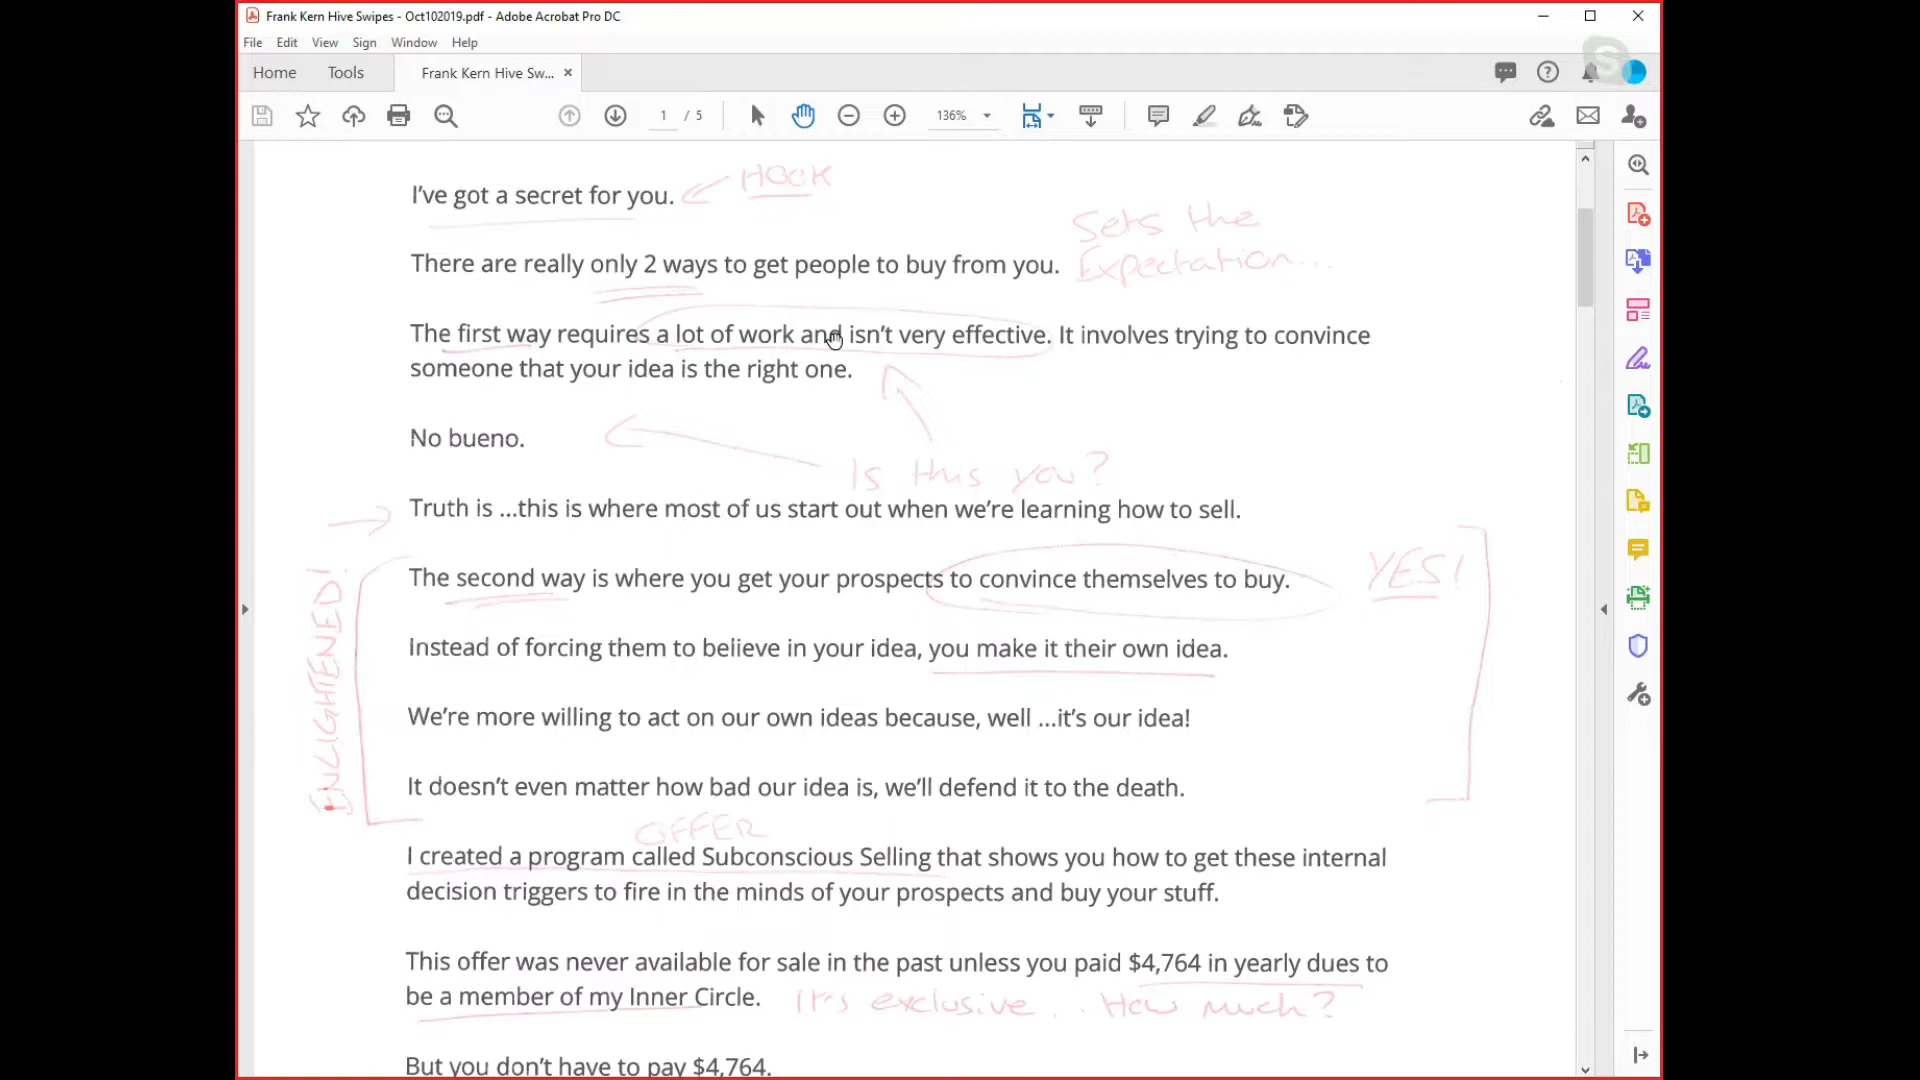 Frank Kern Hive Swipes - Oct102019.pdf - Adobe Acrobat Pro DC
File Edit View Sign Window Help
Home Tools Frank Kern Hive Sw... ×
1 / 5 136%
I've got a secret for you. HOOK
Sets the
There are really only 2 ways to get people to buy from you. Expectation...
The first way requires a lot of work and isn't very effective. It involves trying to convince
someone that your idea is the right one.
No bueno.
Is this you?
Truth is ...this is where most of us start out when we're learning how to sell.
The second way is where you get your prospects to convince themselves to buy. YES!
ENLIGHTENED!
Instead of forcing them to believe in your idea, you make it their own idea.
We're more willing to act on our own ideas because, well ...it's our idea!
It doesn't even matter how bad our idea is, we'll defend it to the death.
OFFER
I created a program called Subconscious Selling that shows you how to get these internal
decision triggers to fire in the minds of your prospects and buy your stuff.
This offer was never available for sale in the past unless you paid $4,764 in yearly dues to
be a member of my Inner Circle. It's exclusive... How much?
But you don't have to pay $4,764.